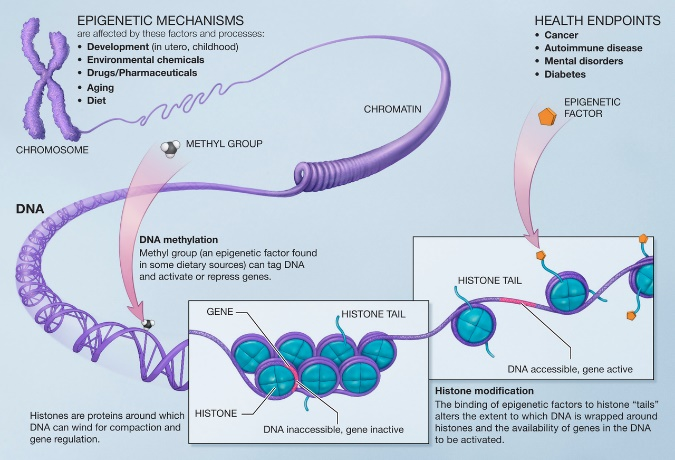 EPIGENETIC MECHANISMS
are affected by these factors and processes:
• Development (in utero, childhood)
• Environmental chemicals
• Drugs/Pharmaceuticals
• Aging
• Diet
HEALTH ENDPOINTS
• Cancer
• Autoimmune disease
• Mental disorders
• Diabetes
EPIGENETIC
FACTOR
CHROMATIN
CHROMOSOME
METHYL GROUP
DNA
DNA methylation
Methyl group (an epigenetic factor found
in some dietary sources) can tag DNA
and activate or repress genes.
HISTONE TAIL
DNA accessible, gene active
GENE
HISTONE TAIL
HISTONE
DNA inaccessible, gene inactive
Histones are proteins around which
DNA can wind for compaction and
gene regulation.
Histone modification
The binding of epigenetic factors to histone “tails”
alters the extent to which DNA is wrapped around
histones and the availability of genes in the DNA
to be activated.